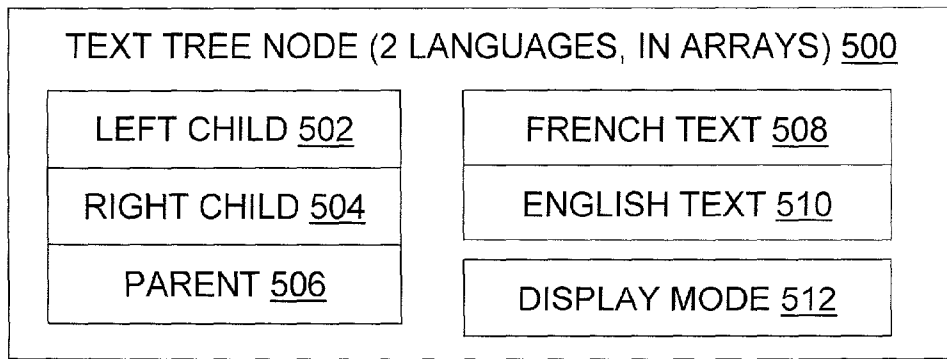 TEXT TREE NODE (2 LANGUAGES, IN ARRAYS) 500
LEFT CHILD 502
RIGHT CHILD 504
PARENT 506
FRENCH TEXT 508
ENGLISH TEXT 510
DISPLAY MODE 512